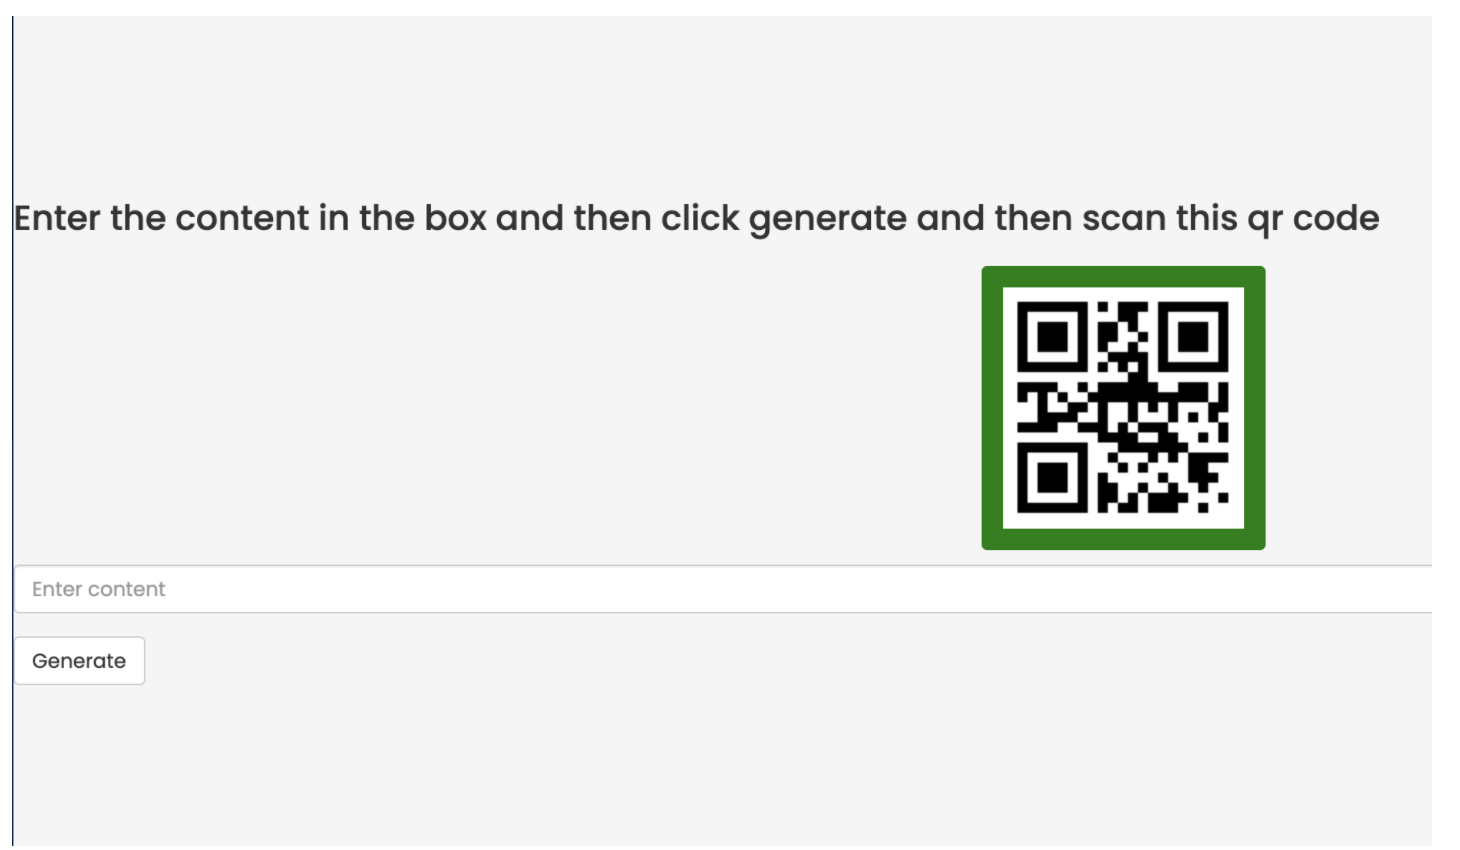 Enter the content in the box and then click generate and then scan this qr code
Enter content
Generate